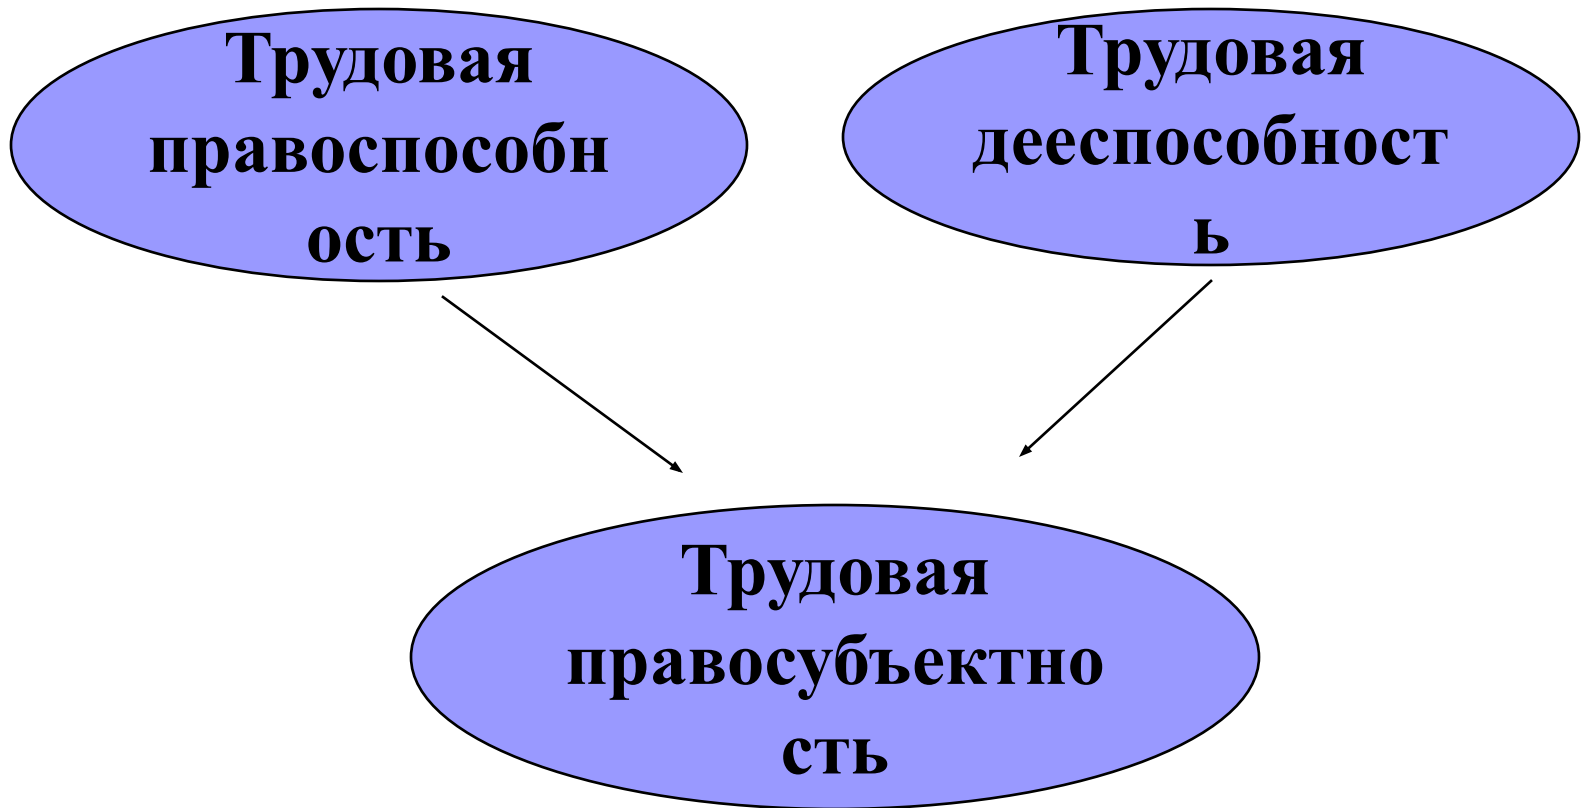 Трудовая
правоспособн
ость
Трудовая
дееспособност
ь
Трудовая
правосубъектно
сть